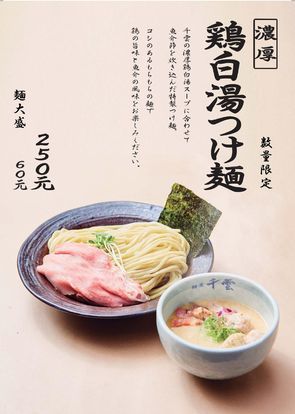 濃厚
鶏白湯つけ麺
数量限定
千雲の濃厚鶏白湯スープに合わせて
魚介節を炊き込んだ特製つけ麺。
コシのあるもちもちの麺で
鶏の旨味と魚介の風味をお楽しみください。
250元
麺大盛 60元
千雲